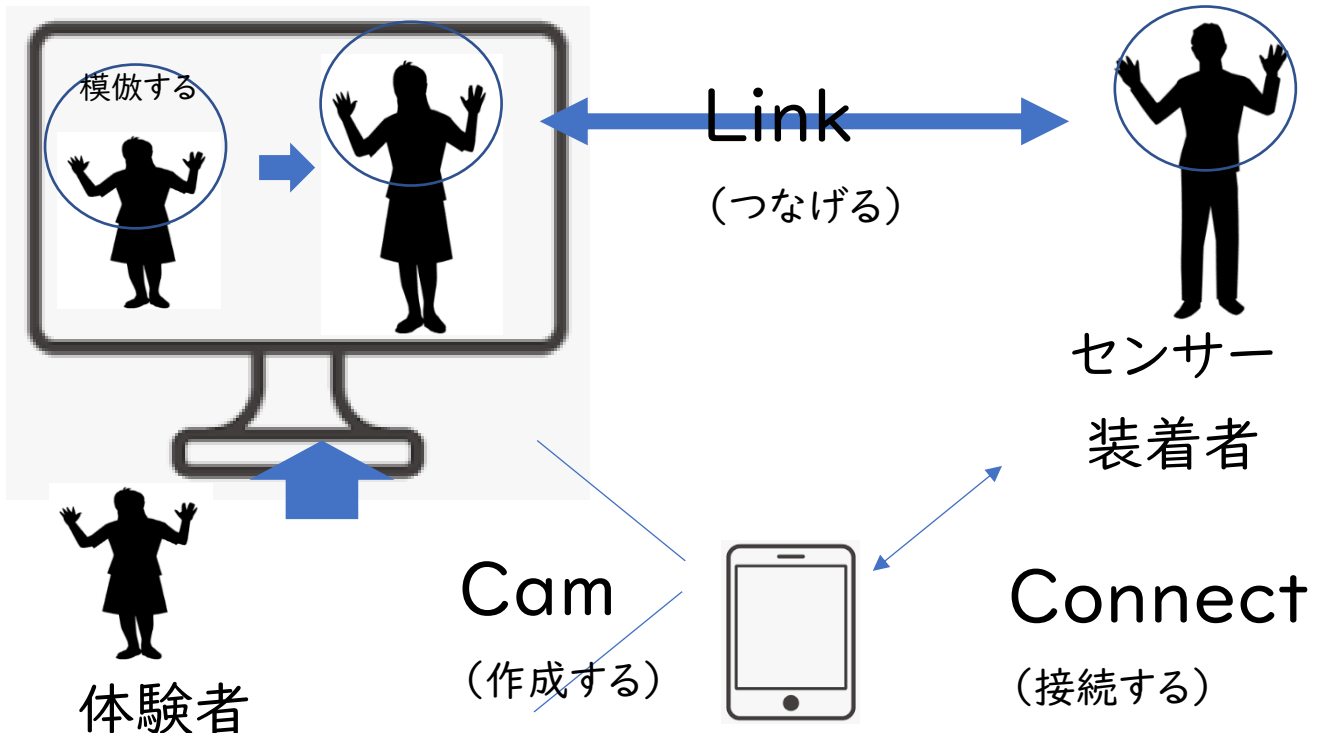 模倣する
Link
（つなげる）
センサー
装着者
Cam
（作成する）
Connect
（接続する）
体験者